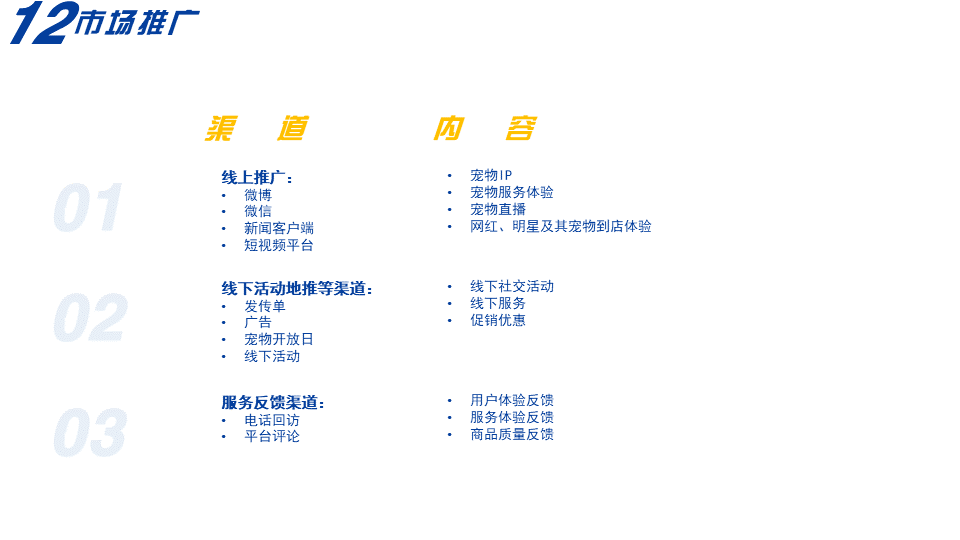 12市场推广
渠 道
内 容
01
线上推广：
• 微博
• 微信
• 新闻客户端
• 短视频平台
• 宠物IP
• 宠物服务体验
• 宠物直播
• 网红、明星及其宠物到店体验
02
线下活动地推等渠道：
• 发传单
• 广告
• 宠物开放日
• 线下活动
• 线下社交活动
• 线下服务
• 促销优惠
03
服务反馈渠道：
• 电话回访
• 平台评论
• 用户体验反馈
• 服务体验反馈
• 商品质量反馈